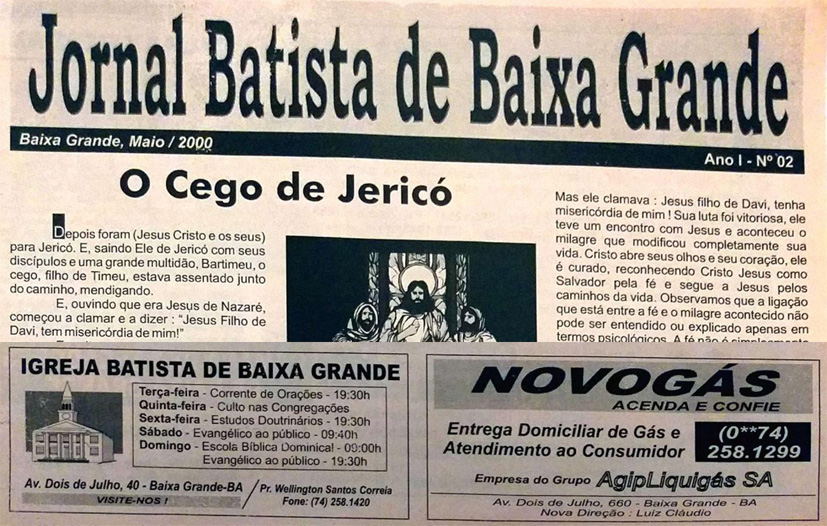 Jornal Batista de Baixa Grande
Baixa Grande, Maio / 2000
Ano I - Nº 02
O Cego de Jericó
Depois foram (Jesus Cristo e os seus)
para Jericó. E, saindo Ele de Jericó com seus
discípulos e uma grande multidão, Bartimeu, o
cego, filho de Timeu, estava assentado junto
do caminho, mendigando.
E, ouvindo que era Jesus de Nazaré,
começou a clamar e a dizer : “Jesus Filho de
Davi, tem misericórdia de mim!”
Mas ele clamava : Jesus filho de Davi, tenha
misericórdia de mim ! Sua luta foi vitoriosa, ele
teve um encontro com Jesus e aconteceu o
milagre que modificou completamente sua
vida. Cristo abre seus olhos e seu coração, ele
é curado, reconhecendo Cristo Jesus como
Salvador pela fé e segue a Jesus pelos
caminhos da vida. Observamos que a ligação
que está entre a fé e o milagre acontecido não
pode ser entendido ou explicado apenas em
termos psicológicos. A fé não é simplesmente
IGREJA BATISTA DE BAIXA GRANDE
Terça-feira - Corrente de Orações - 19:30h
Quinta-feira - Culto nas Congregações
Sexta-feira - Estudos Doutrinários - 19:30h
Sábado - Evangélico ao público - 09:40h
Domingo - Escola Bíblica Dominical - 09:00h
Evangélico ao público - 19:30h
Av. Dois de Julho, 40 - Baixa Grande-BA
VISITE-NOS !
Pr. Wellington Santos Correia
Fone: (74) 258.1420
NOVOGÁS
ACENDA E CONFIE
Entrega Domiciliar de Gás e
Atendimento ao Consumidor
(0**74)
258.1299
Empresa do Grupo AgipLiquigás SA
Av. Dois de Julho, 660 - Baixa Grande - BA
Nova Direção : Luiz Cláudio